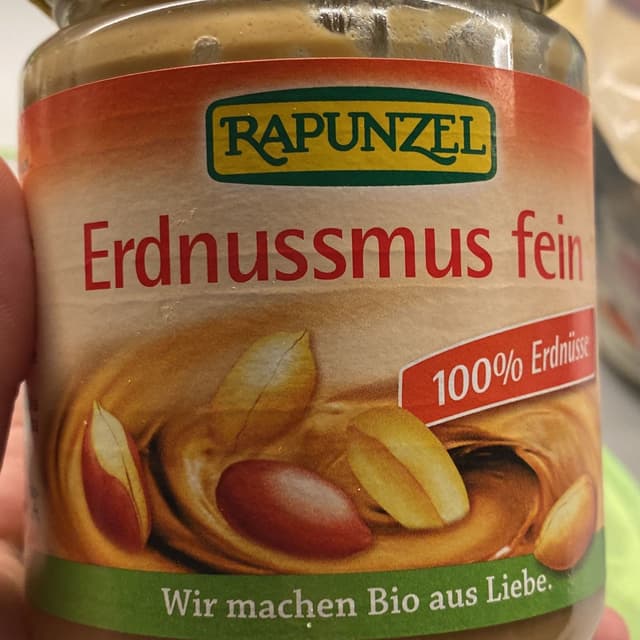 RAPUNZEL
Erdnussmus fein
100% Erdnüsse
Wir machen Bio aus Liebe.